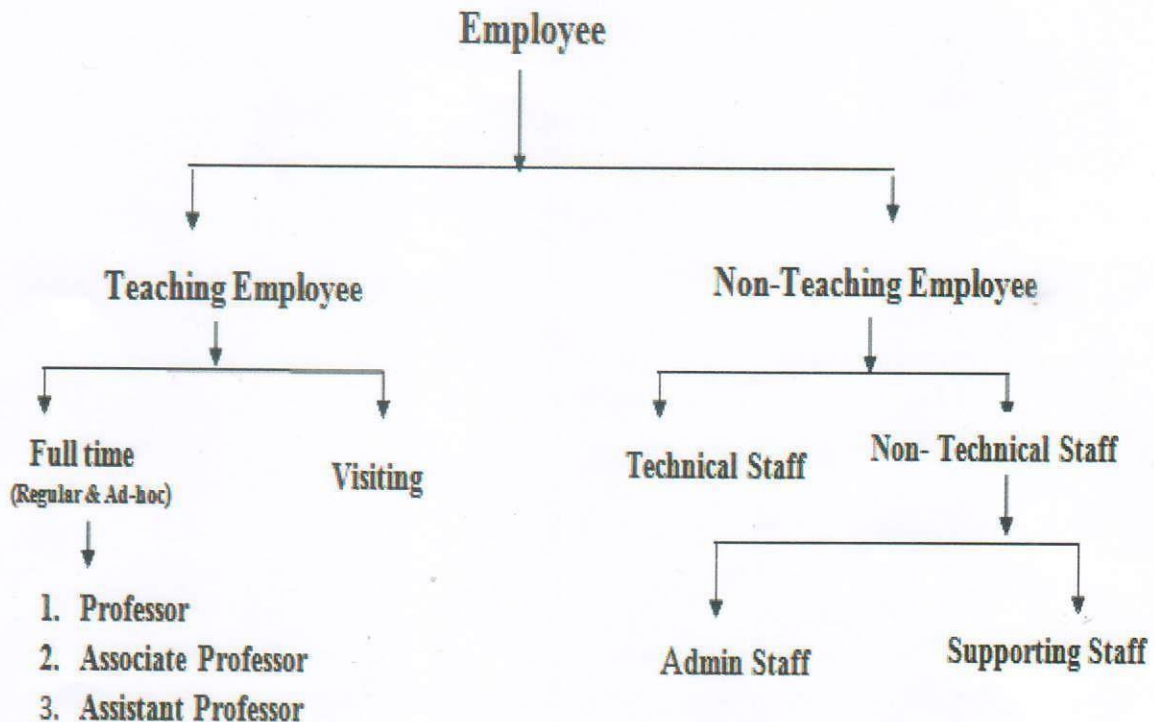 Employee
Teaching Employee
Non-Teaching Employee
Full time
(Regular & Ad-hoc)
Visiting
Technical Staff
Non- Technical Staff
1. Professor
2. Associate Professor
3. Assistant Professor
Admin Staff
Supporting Staff